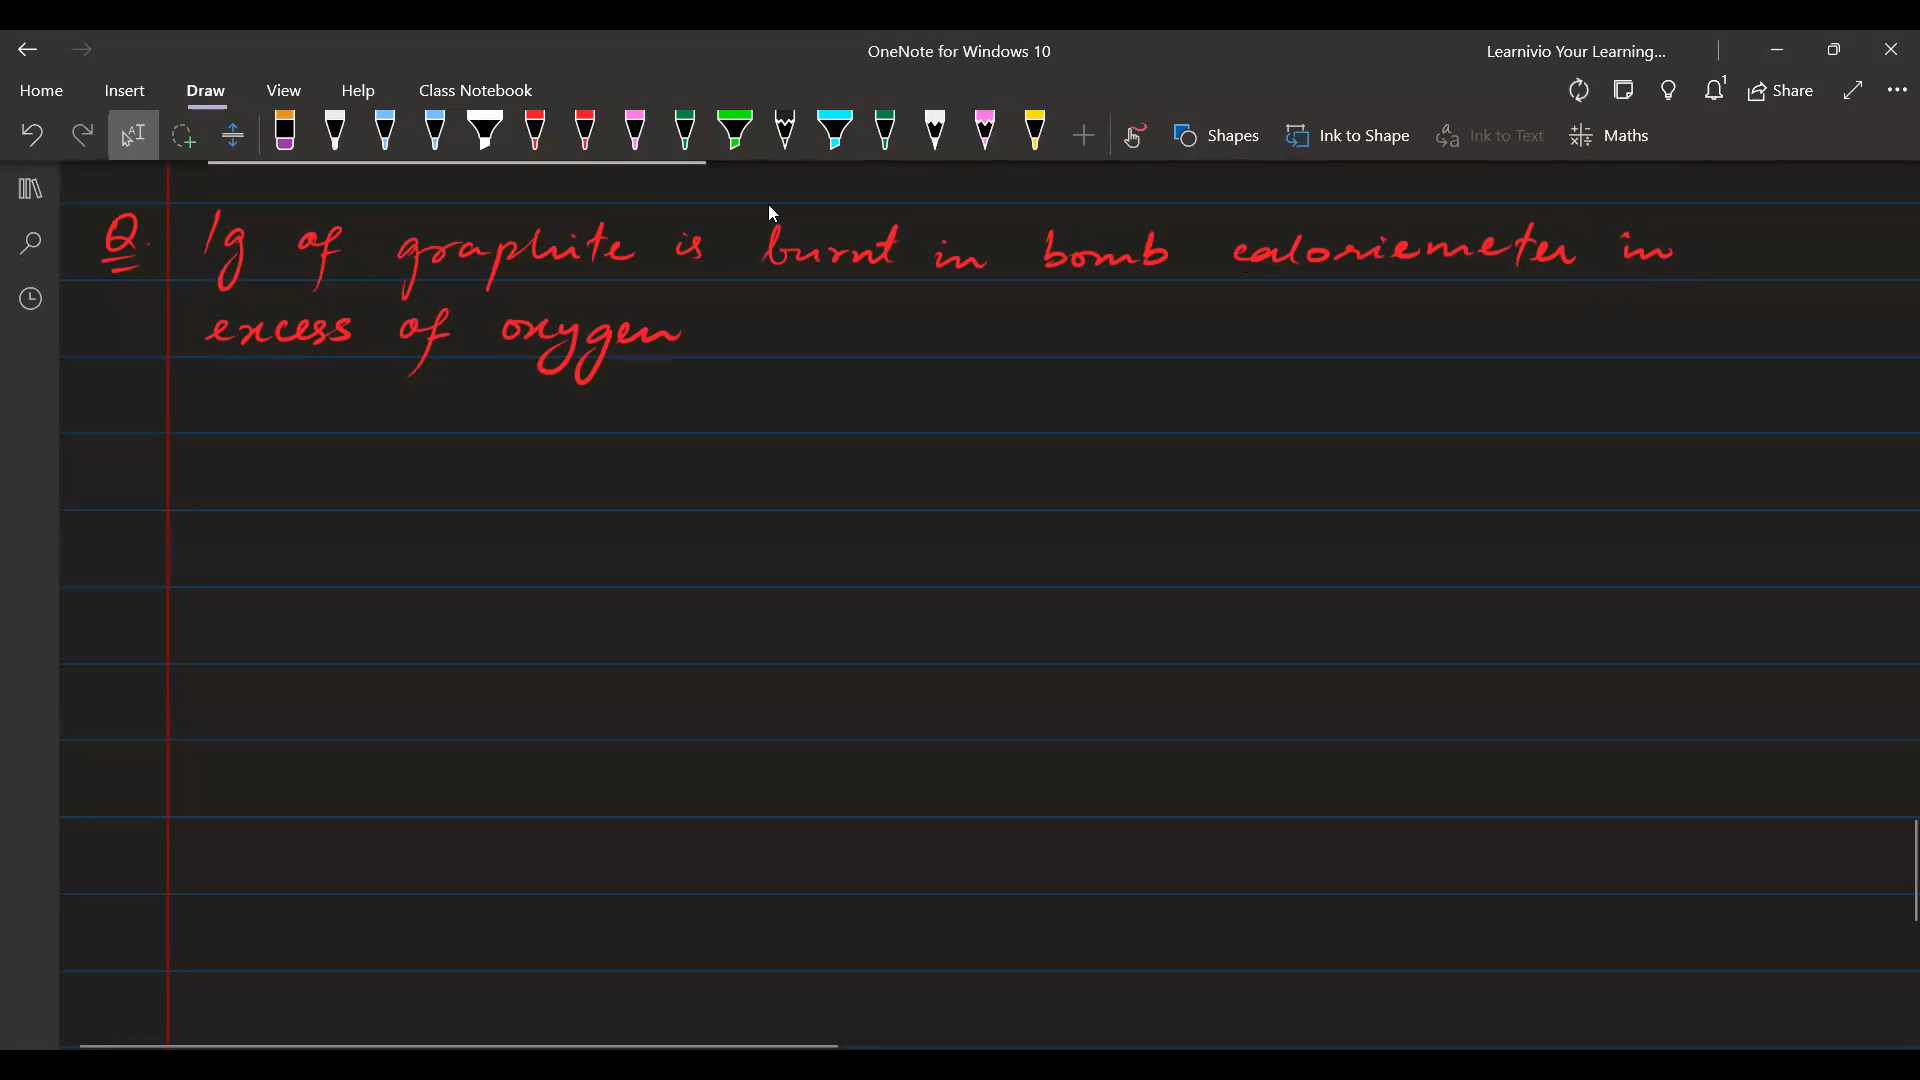 OneNote for Windows 10
Learnivio Your Learning...
Home Insert Draw View Help Class Notebook
1
Share
Shapes Ink to Shape Ink to Text Maths
Q. 1g of graphite is burnt in bomb caloriemeter in
excess of oxygen